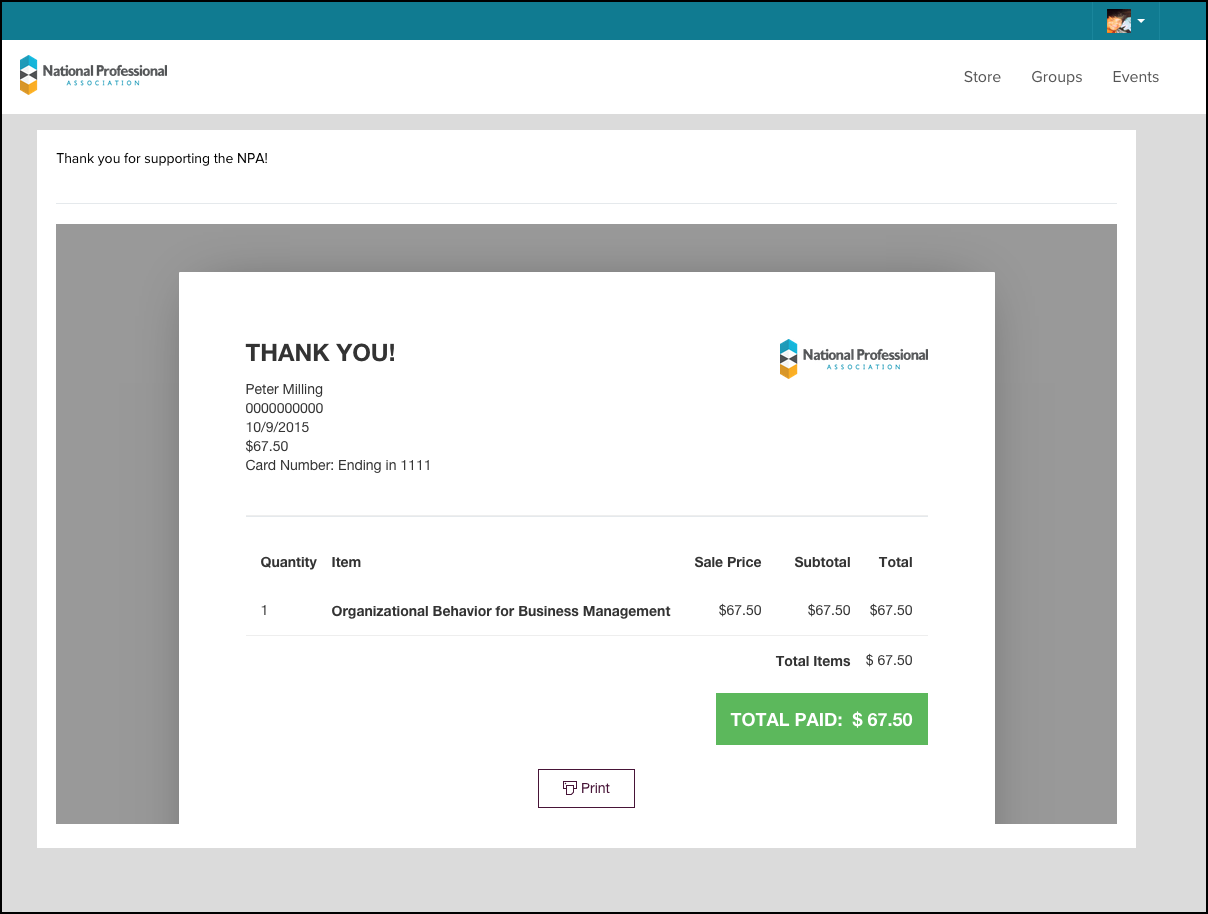 National Professional
ASSOCIATION
Store Groups Events
Thank you for supporting the NPA!
THANK YOU!
National Professional
ASSOCIATION
Peter Milling
0000000000
10/9/2015
$67.50
Card Number: Ending in 1111
Quantity Item Sale Price Subtotal Total
1 Organizational Behavior for Business Management $67.50 $67.50 $67.50
Total Items $ 67.50
TOTAL PAID: $ 67.50
Print